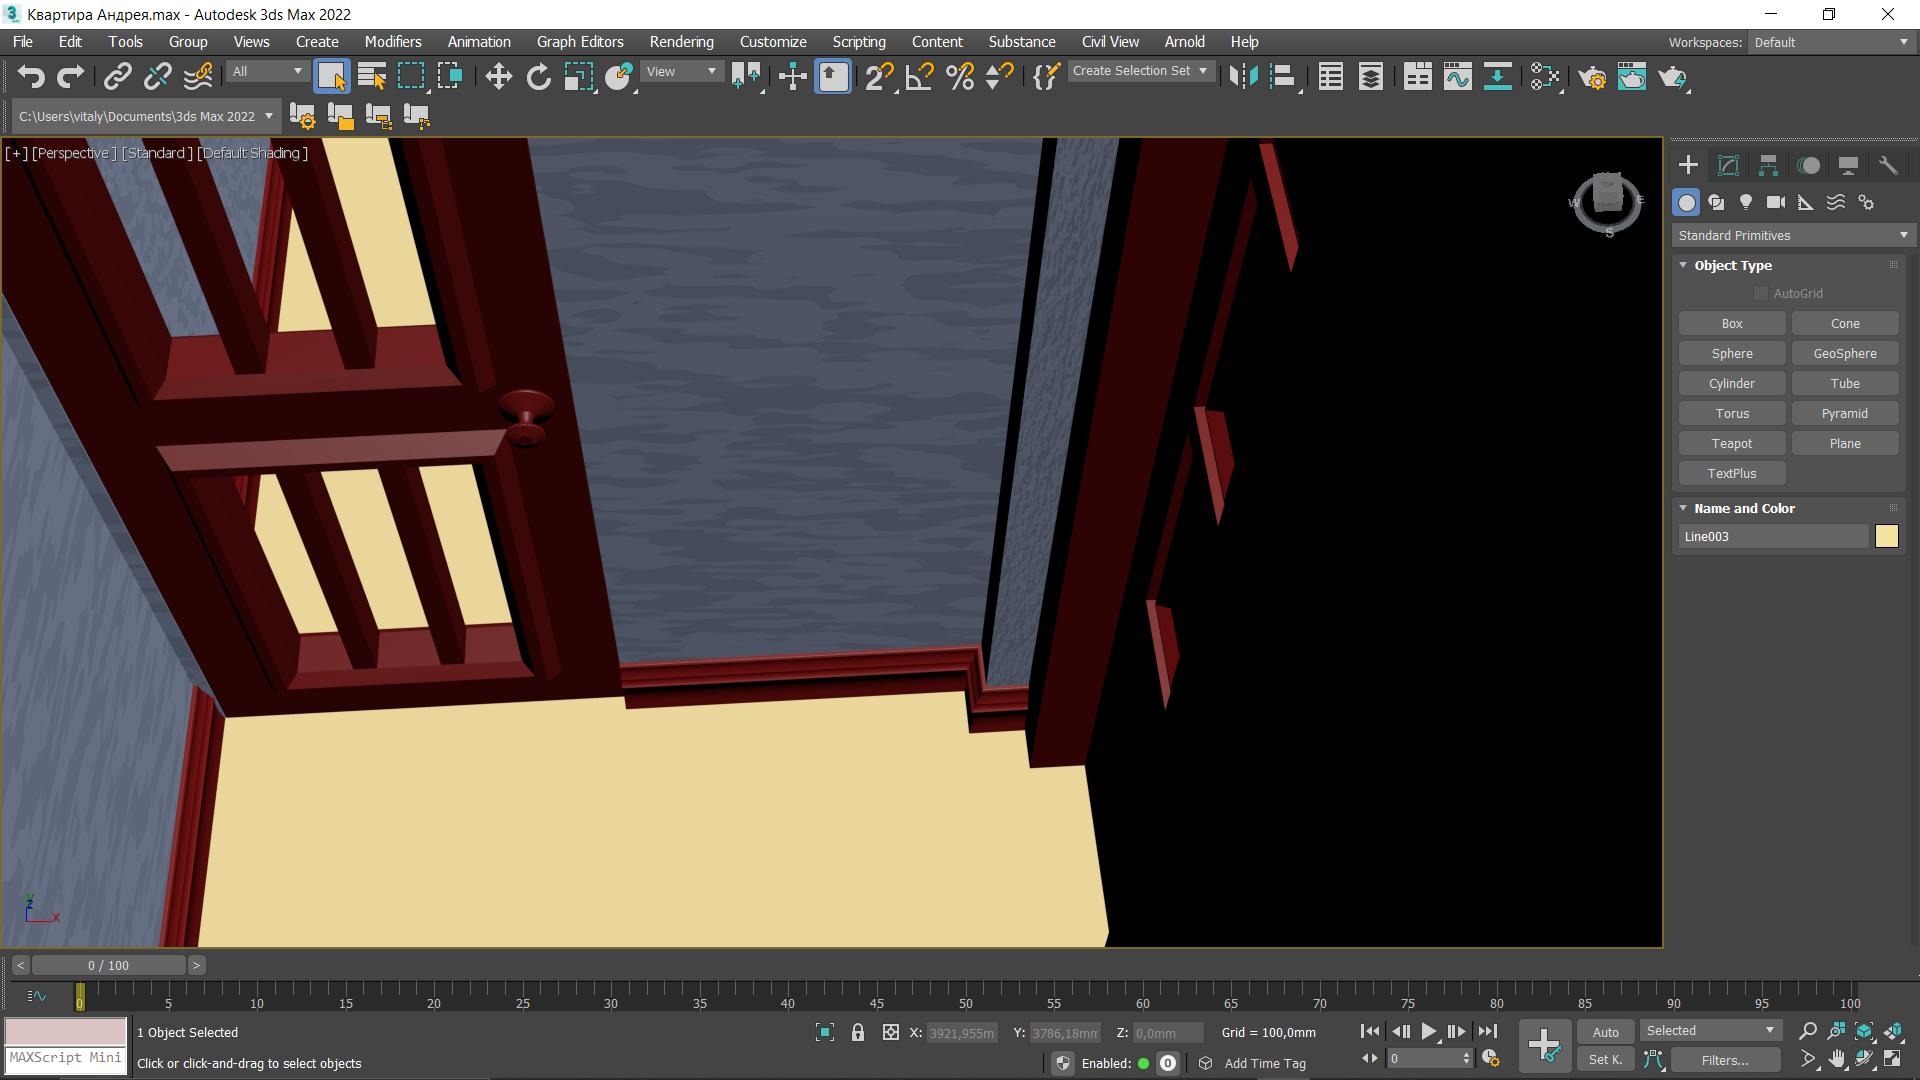 Квартира Андрея.max - Autodesk 3ds Max 2022
File Edit Tools Group Views Create Modifiers Animation Graph Editors Rendering Customize Scripting Content Substance Civil View Arnold Help
Workspaces: Default
All
View
Create Selection Set
C:\Users\vitaly\Documents\3ds Max 2022
[+] [Perspective ] [Standard ] [Default Shading ]
TOP
W
E
S
Standard Primitives
Object Type
AutoGrid
Box Cone
Sphere GeoSphere
Cylinder Tube
Torus Pyramid
Teapot Plane
TextPlus
Name and Color
Line003
z
x
< 0 / 100 >
0 5 10 15 20 25 30 35 40 45 50 55 60 65 70 75 80 85 90 95 100
1 Object Selected
X: 3921,955m Y: 3786,18mm Z: 0,0mm Grid = 100,0mm
Auto Selected
MAXScript Mini
Click or click-and-drag to select objects
Enabled: 0 Add Time Tag
0
Set K. Filters...